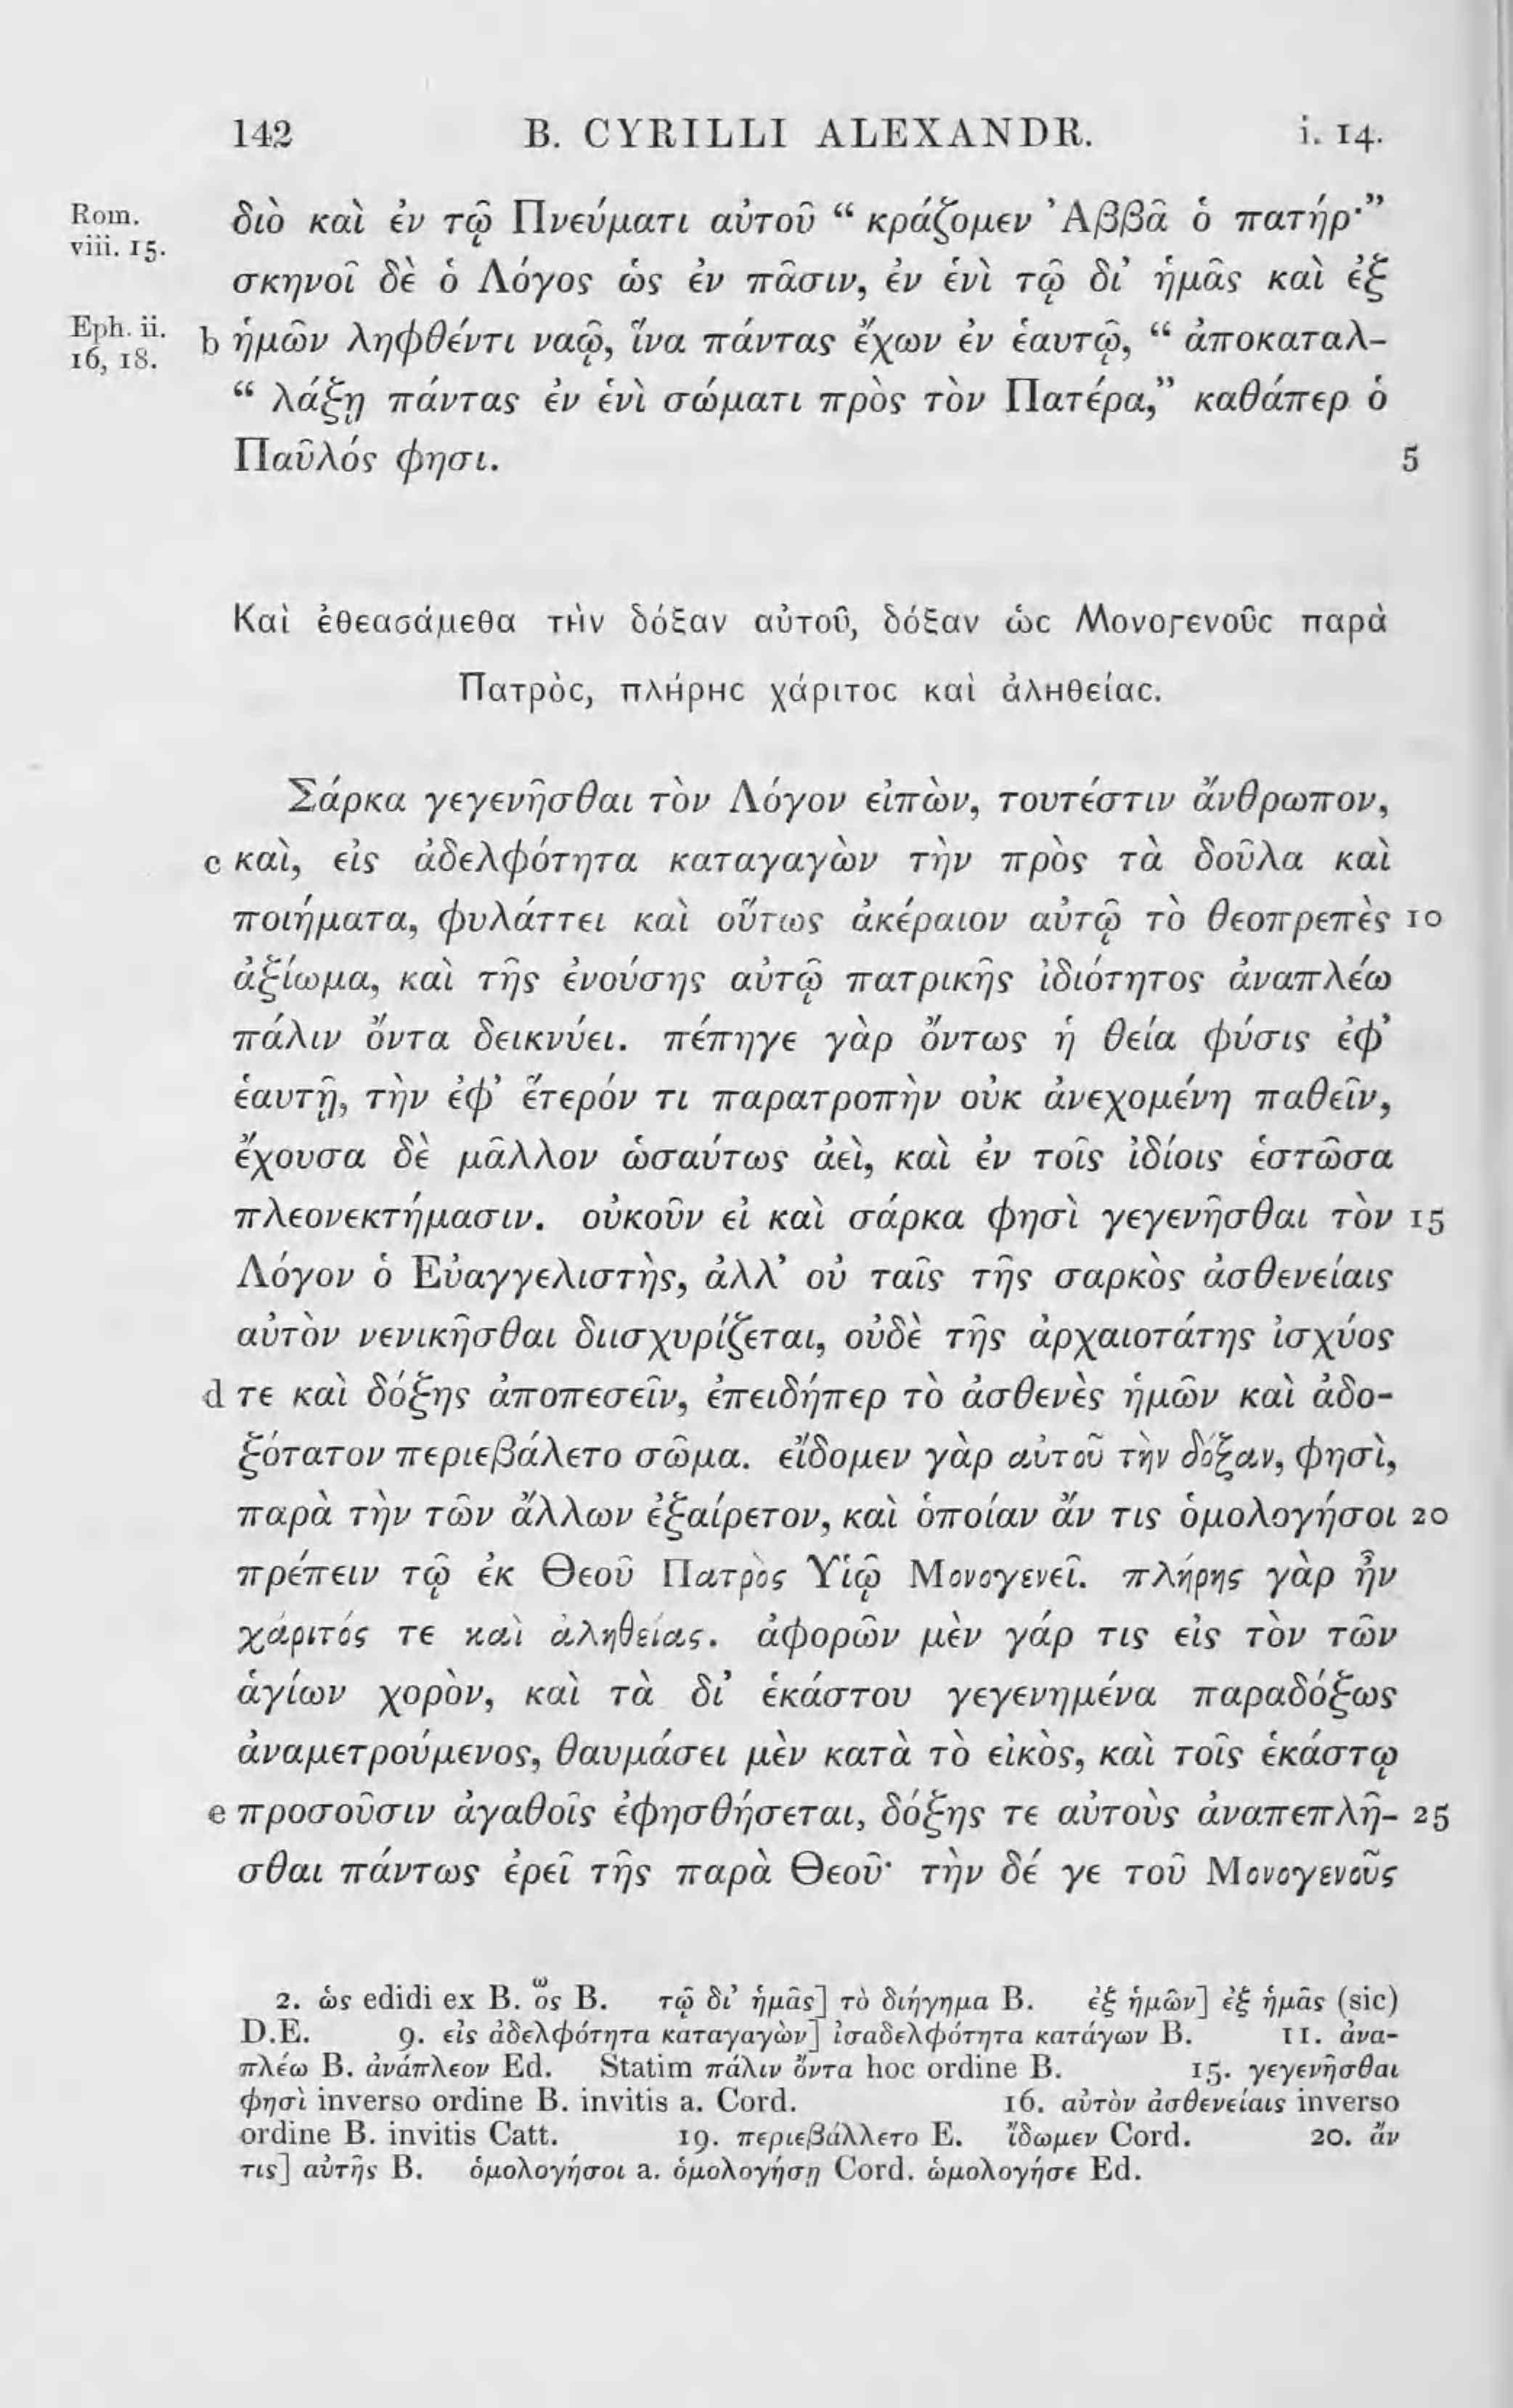 142 B. CYRILLI ALEXANDR. i. 14.
Rom. viii. 15. διὸ καὶ ἐν τῷ Πνεύματι αὐτοῦ “ κράζομεν Ἀββᾶ ὁ πατήρ·”
σκηνοῖ δὲ ὁ Λόγος ὡς ἐν πᾶσιν, ἐν ἑνὶ τῷ δι’ ἡμᾶς καὶ ἐξ
Eph. ii. 16, 18. b ἡμῶν ληφθέντι ναῷ, ἵνα πάντας ἔχων ἐν ἑαυτῷ, “ ἀποκαταλ-
“ λάξῃ πάντας ἐν ἑνὶ σώματι πρὸς τὸν Πατέρα,” καθάπερ ὁ
Παῦλός φησι. 5
Καὶ ἐθεασάμεθα τὴν δόξαν αὐτοῦ, δόξαν ὡς Μονογενοῦς παρὰ
Πατρὸς, πλήρης χάριτος καὶ ἀληθείας.
Σάρκα γεγενῆσθαι τὸν Λόγον εἰπὼν, τουτέστιν ἄνθρωπον,
c καὶ, εἰς ἀδελφότητα καταγαγὼν τὴν πρὸς τὰ δοῦλα καὶ
ποιήματα, φυλάττει καὶ οὕτως ἀκέραιον αὐτῷ τὸ θεοπρεπὲς 10
ἀξίωμα, καὶ τῆς ἐνούσης αὐτῷ πατρικῆς ἰδιότητος ἀναπλέω
πάλιν ὄντα δεικνύει. πέπηγε γὰρ ὄντως ἡ θεία φύσις ἐφ’
ἑαυτῇ, τὴν ἐφ’ ἕτερόν τι παρατροπὴν οὐκ ἀνεχομένη παθεῖν,
ἔχουσα δὲ μᾶλλον ὡσαύτως ἀεὶ, καὶ ἐν τοῖς ἰδίοις ἑστῶσα
πλεονεκτήμασιν. οὐκοῦν εἰ καὶ σάρκα φησὶ γεγενῆσθαι τὸν 15
Λόγον ὁ Εὐαγγελιστὴς, ἀλλ’ οὐ ταῖς τῆς σαρκὸς ἀσθενείαις
αὐτὸν νενικῆσθαι διισχυρίζεται, οὐδὲ τῆς ἀρχαιοτάτης ἰσχύος
d τε καὶ δόξης ἀποπεσεῖν, ἐπειδήπερ τὸ ἀσθενὲς ἡμῶν καὶ ἀδο-
ξότατον περιεβάλετο σῶμα. εἴδομεν γὰρ αὐτοῦ τὴν δόξαν, φησὶ,
παρὰ τὴν τῶν ἄλλων ἐξαίρετον, καὶ ὁποίαν ἄν τις ὁμολογήσοι 20
πρέπειν τῷ ἐκ Θεοῦ Πατρὸς Υἱῷ Μονογενεῖ. πλήρης γὰρ ἦν
χάριτός τε καὶ ἀληθείας. ἀφορῶν μὲν γάρ τις εἰς τὸν τῶν
ἁγίων χορὸν, καὶ τὰ δι’ ἑκάστου γεγενημένα παραδόξως
ἀναμετρούμενος, θαυμάσει μὲν κατὰ τὸ εἰκὸς, καὶ τοῖς ἑκάστῳ
e προσοῦσιν ἀγαθοῖς ἐφησθήσεται, δόξης τε αὐτοὺς ἀναπεπλῆ- 25
σθαι πάντως ἐρεῖ τῆς παρὰ Θεοῦ· τὴν δέ γε τοῦ Μονογενοῦς
2. ὡς edidi ex B. ὃς B. τῷ δι’ ἡμᾶς] τὸ διήγημα B. ἐξ ἡμῶν] ἐξ ἡμᾶς (sic)
D.E. 9. εἰς ἀδελφότητα καταγαγὼν] ἰσαδελφότητα κατάγων B. 11. ἀνα-
πλέω B. ἀνάπλεον Ed. Statim πάλιν ὄντα hoc ordine B. 15. γεγενῆσθαι
φησὶ inverso ordine B. invitis a. Cord. 16. αὐτὸν ἀσθενείαις inverso
ordine B. invitis Catt. 19. περιεβάλλετο E. ἴδωμεν Cord. 20. ἄν
τις] αὐτῆς B. ὁμολογήσοι a. ὁμολογήσῃ Cord. ὡμολογήσε Ed.